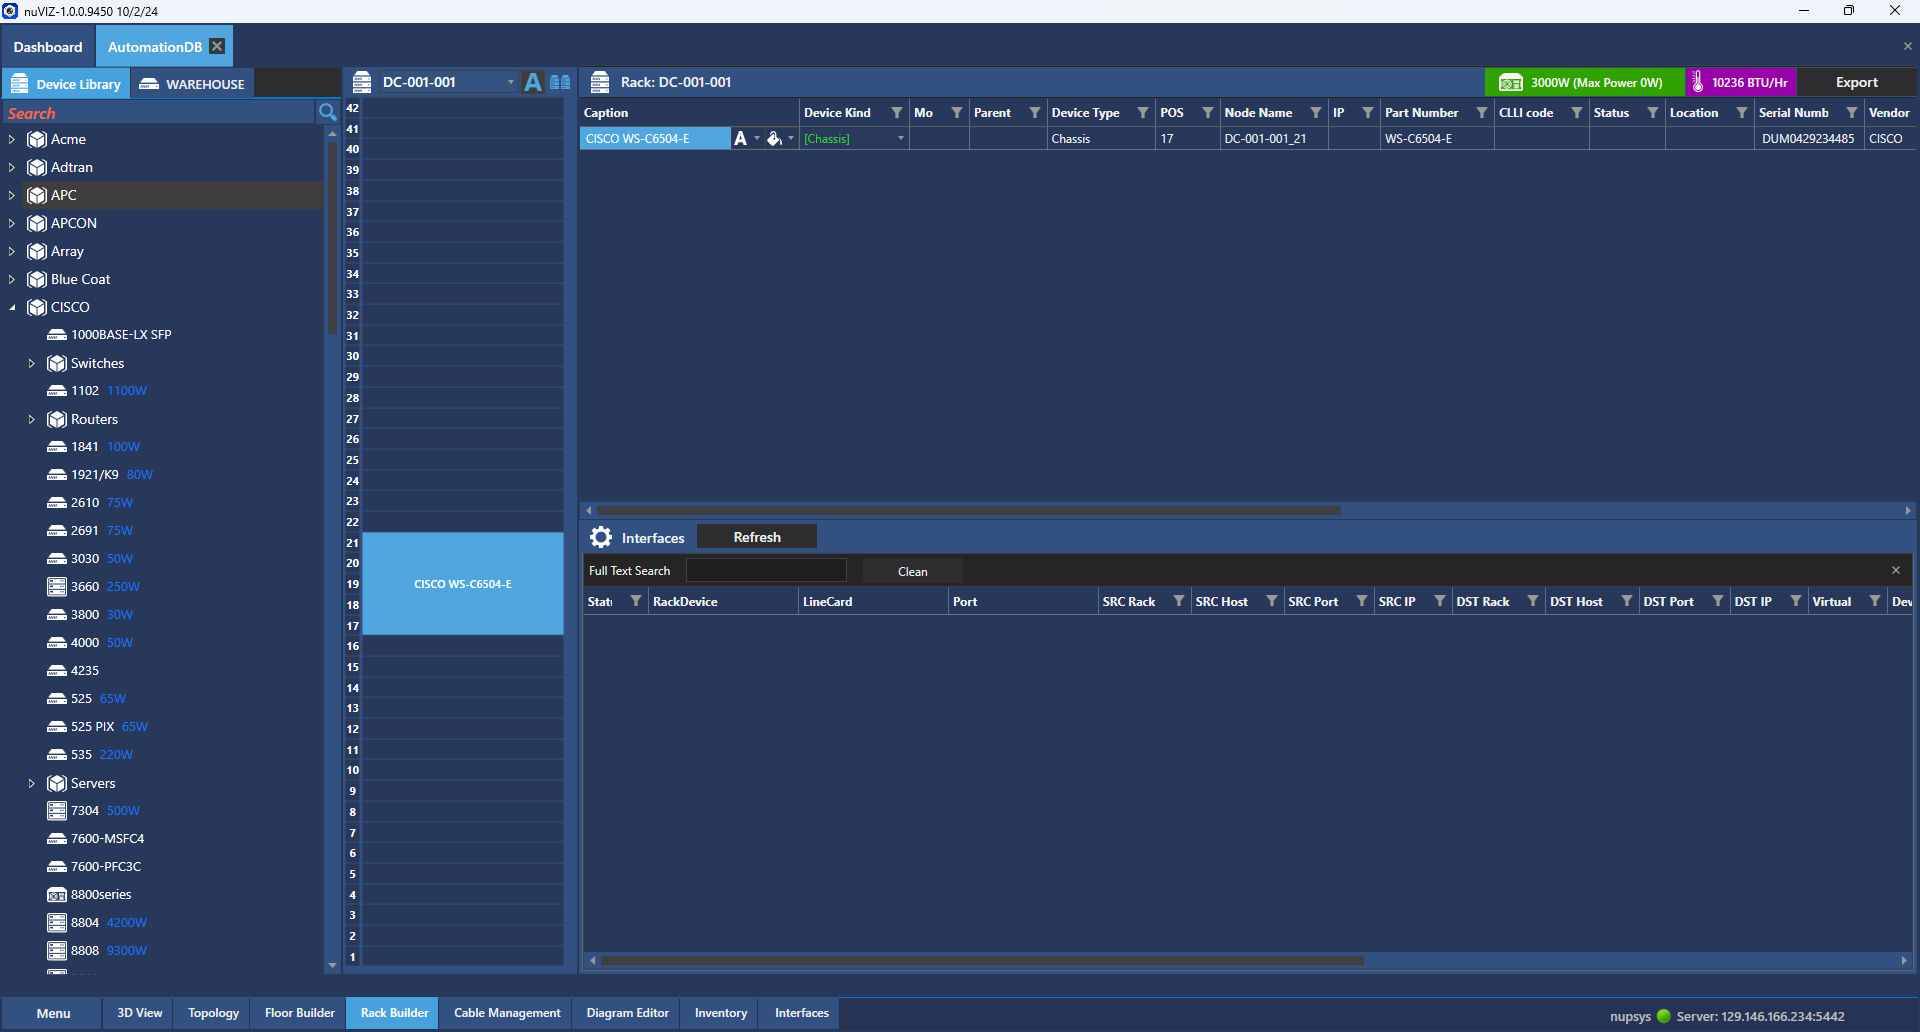 nuVIZ-1.0.0.9450 10/2/24
Dashboard
AutomationDB
Device Library
WAREHOUSE
Search
Acme
Adtran
APC
APCON
Array
Blue Coat
CISCO
1000BASE-LX SFP
Switches
1102 1100W
Routers
1841 100W
1921/K9 80W
2610 75W
2691 75W
3030 50W
3660 250W
3800 30W
4000 50W
4235
525 65W
525 PIX 65W
535 220W
Servers
7304 500W
7600-MSFC4
7600-PFC3C
8800series
8804 4200W
8808 9300W
DC-001-001
A
42
41
40
39
38
37
36
35
34
33
32
31
30
29
28
27
26
25
24
23
22
21
20
19
CISCO WS-C6504-E
18
17
16
15
14
13
12
11
10
9
8
7
6
5
4
3
2
1
Rack: DC-001-001
3000W (Max Power 0W)
10236 BTU/Hr
Export
Caption Device Kind Mo Parent Device Type POS Node Name IP Part Number CLLI code Status Location Serial Numb Vendor
CISCO WS-C6504-E A [Chassis] Chassis 17 DC-001-001_21 WS-C6504-E DUM0429234485 CISCO
Interfaces
Refresh
Full Text Search
Clean
Statu RackDevice LineCard Port SRC Rack SRC Host SRC Port SRC IP DST Rack DST Host DST Port DST IP Virtual Dev
Menu
3D View
Topology
Floor Builder
Rack Builder
Cable Management
Diagram Editor
Inventory
Interfaces
nupsys
Server: 129.146.166.234:5442